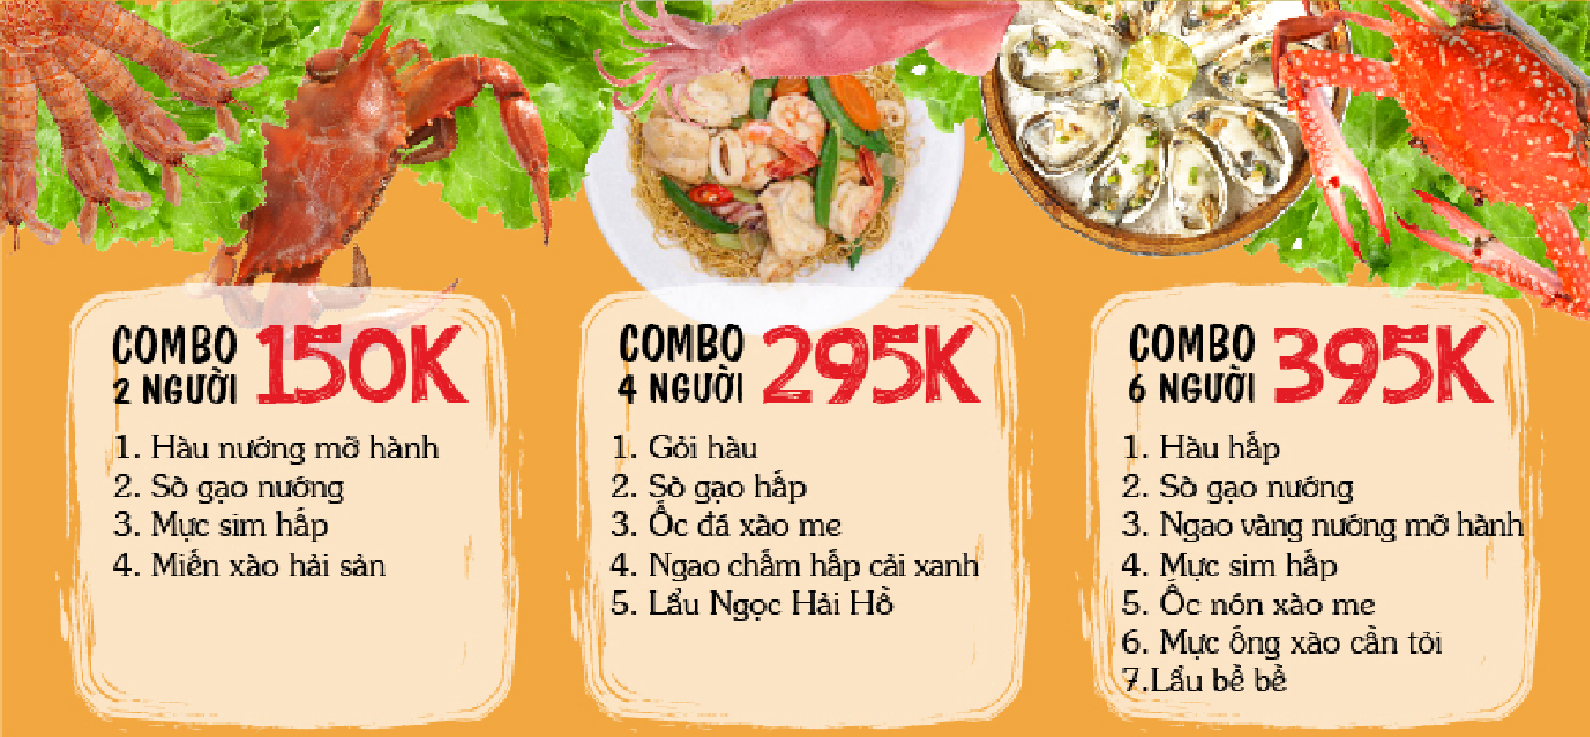 COMBO
2 NGƯỜI
150K
1. Hàu nướng mỡ hành
2. Sò gạo nướng
3. Mực sim hấp
4. Miến xào hải sản
COMBO
4 NGƯỜI
295K
1. Gỏi hàu
2. Sò gạo hấp
3. Ốc đá xào me
4. Ngao chấm hấp cải xanh
5. Lẩu Ngọc Hải Hồ
COMBO
6 NGƯỜI
395K
1. Hàu hấp
2. Sò gạo nướng
3. Ngao vàng nướng mỡ hành
4. Mực sim hấp
5. Ốc nón xào me
6. Mực ống xào cần tỏi
7.Lẩu bề bề